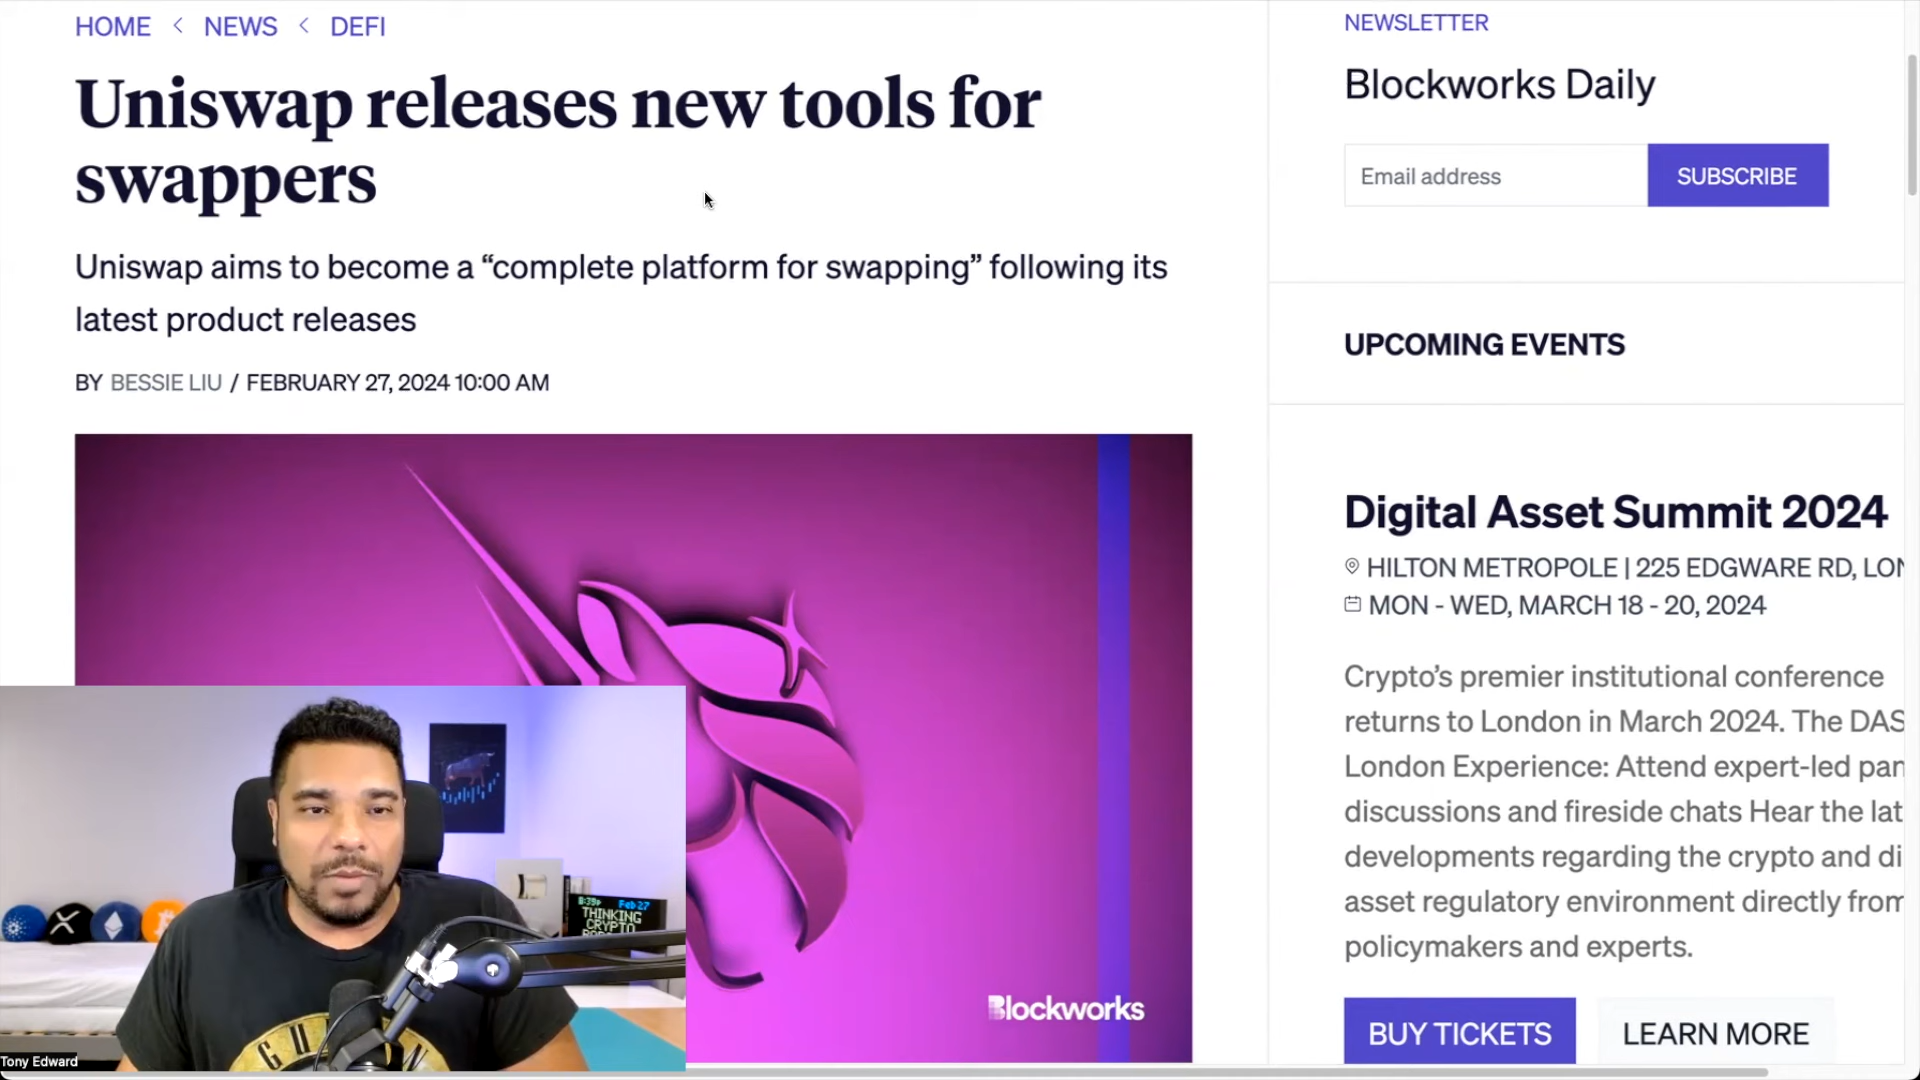 HOME < NEWS < DEFI
Uniswap releases new tools for
swappers
Uniswap aims to become a “complete platform for swapping” following its
latest product releases
BY BESSIE LIU / FEBRUARY 27, 2024 10:00 AM
Blockworks
NEWSLETTER
Blockworks Daily
Email address
SUBSCRIBE
UPCOMING EVENTS
Digital Asset Summit 2024
HILTON METROPOLE | 225 EDGWARE RD, LON
MON - WED, MARCH 18 - 20, 2024
Crypto’s premier institutional conference
returns to London in March 2024. The DAS
London Experience: Attend expert-led pan
discussions and fireside chats Hear the lat
developments regarding the crypto and di
asset regulatory environment directly from
policymakers and experts.
BUY TICKETS
LEARN MORE
Feb 27
THINKING
CRYPTO
Tony Edward